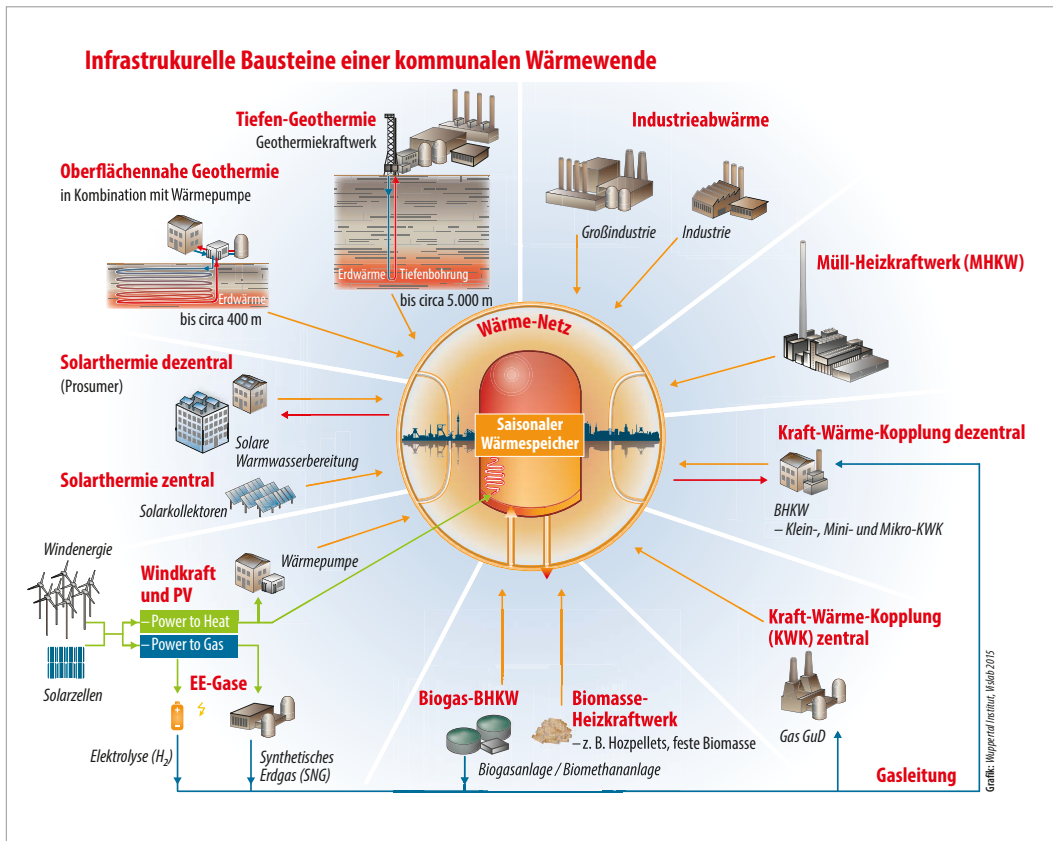 Infrastrukurelle Bausteine einer kommunalen Wärmewende
Tiefen-Geothermie
Geothermiekraftwerk
Industrieabwärme
Oberflächennahe Geothermie
in Kombination mit Wärmepumpe
Großindustrie
Industrie
Müll-Heizkraftwerk (MHKW)
Erdwärme
Tiefenbohrung
Erdwärme
bis circa 5.000 m
bis circa 400 m
Wärme-Netz
Solarthermie dezentral
(Prosumer)
Saisonaler
Wärmespeicher
Solare
Warmwasserbereitung
Kraft-Wärme-Kopplung dezentral
Solarthermie zentral
Solarkollektoren
BHKW
– Klein-, Mini- und Mikro-KWK
Windenergie
Wärmepumpe
Windkraft
und PV
– Power to Heat
– Power to Gas
Kraft-Wärme-Kopplung
(KWK) zentral
Solarzellen
EE-Gase
Biogas-BHKW
Biomasse-
Heizkraftwerk
– z. B. Hozpellets, feste Biomasse
Gas GuD
Elektrolyse (H₂)
Synthetisches
Erdgas (SNG)
Biogasanlage / Biomethananlage
Gasleitung
Grafik: Wuppertal Institut, Vslab 2015